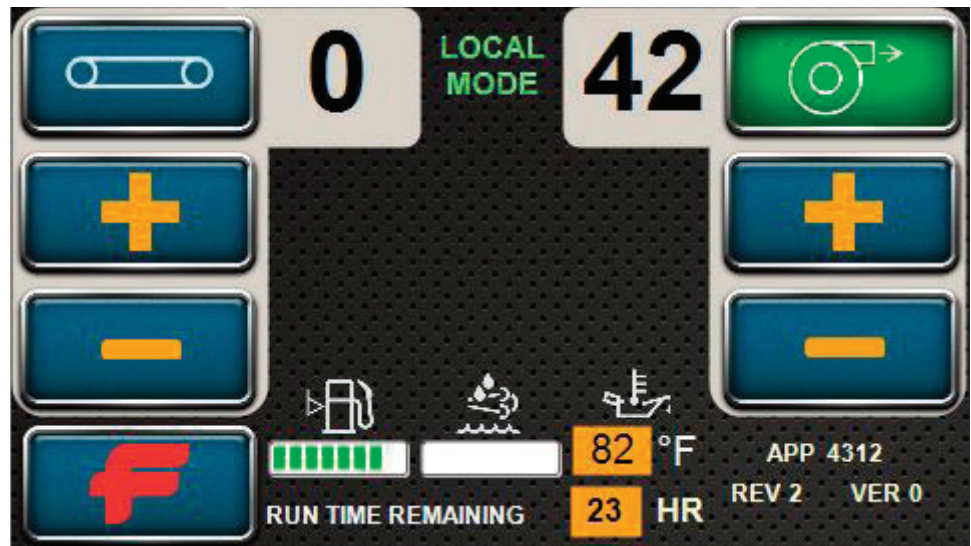 0
LOCAL
MODE
42
82 °F
APP 4312
REV 2 VER 0
RUN TIME REMAINING 23 HR